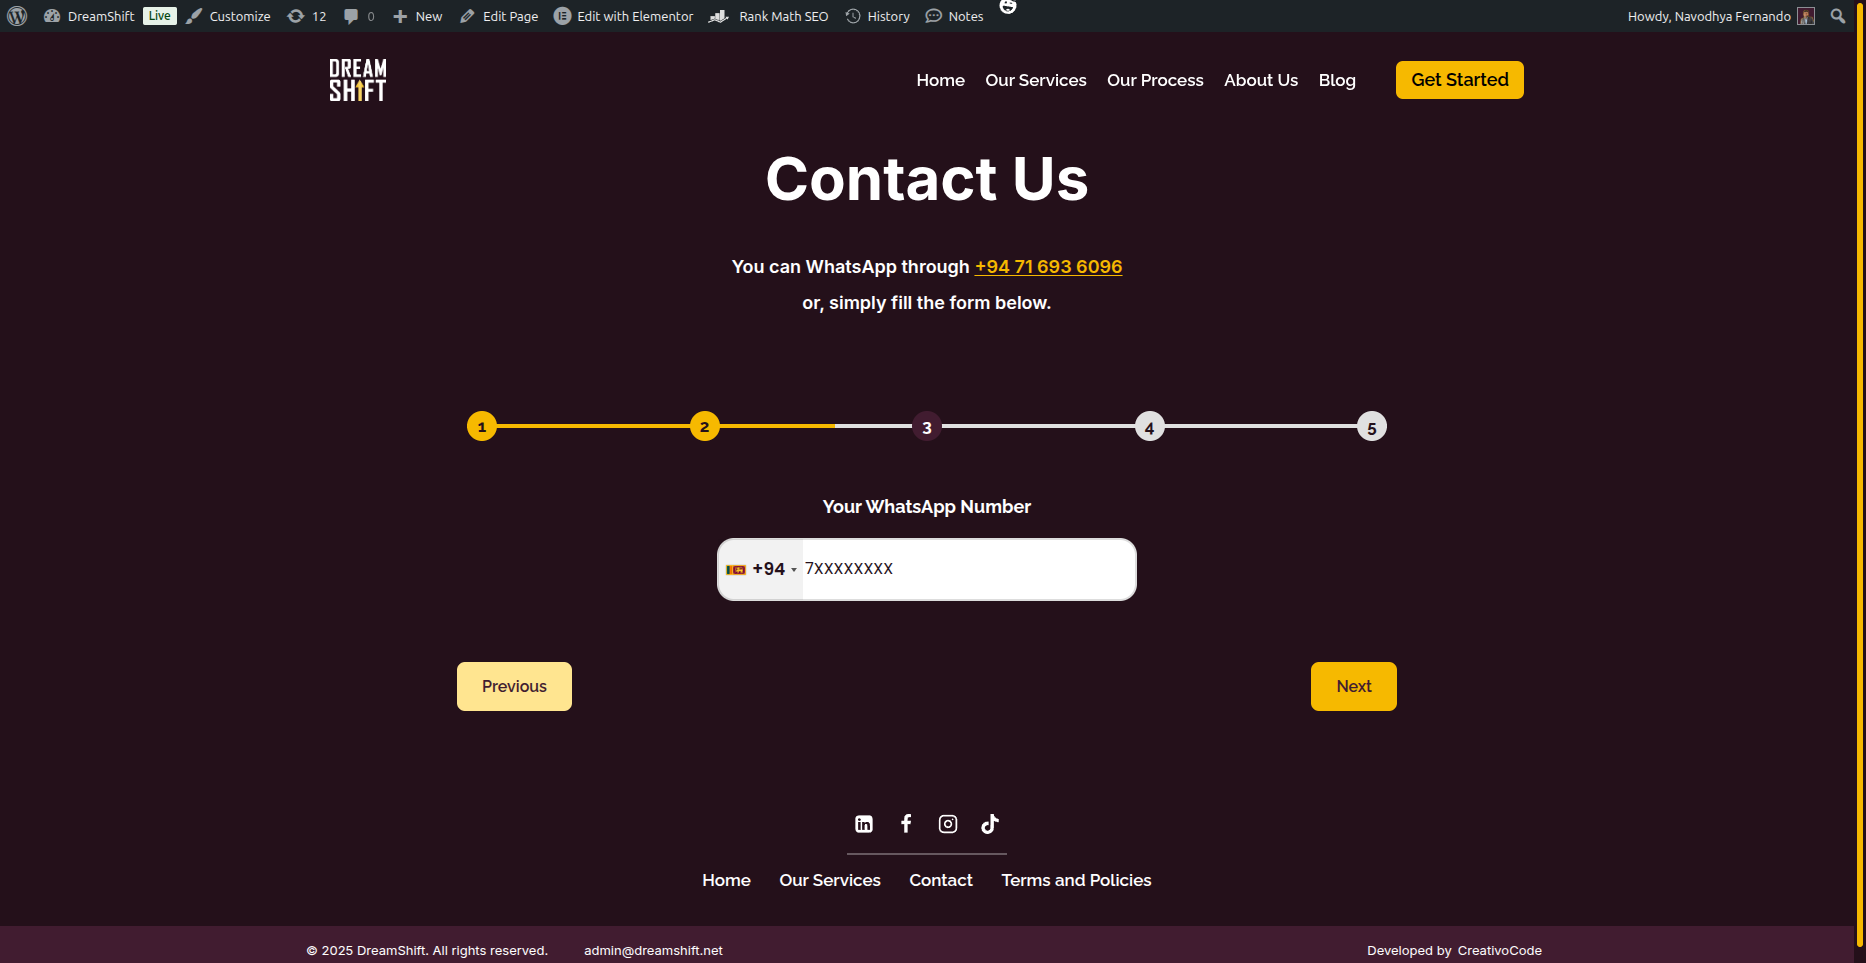 DreamShift Live Customize 12 0 New Edit Page Edit with Elementor Rank Math SEO History Notes Howdy, Navodhya Fernando
DREAM
SHIFT
Home Our Services Our Process About Us Blog Get Started
Contact Us
You can WhatsApp through +94 71 693 6096
or, simply fill the form below.
1 2 3 4 5
Your WhatsApp Number
+94 7XXXXXXXX
Previous Next
Home Our Services Contact Terms and Policies
© 2025 DreamShift. All rights reserved. admin@dreamshift.net Developed by CreativoCode